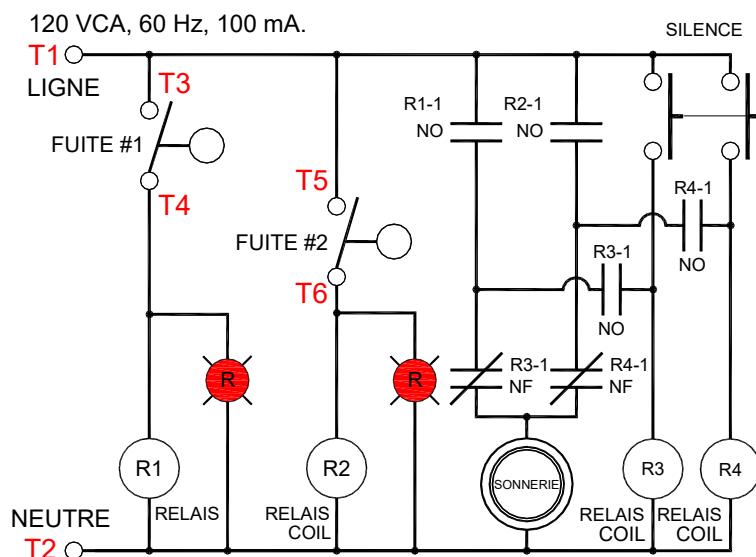 120 VCA, 60 Hz, 100 mA.
T1
LIGNE
SILENCE
T3
FUITE #1
T4
R1-1
NO
R2-1
NO
T5
FUITE #2
T6
R4-1
NO
R3-1
NO
R
R
R3-1
NF
R4-1
NF
R1
RELAIS
R2
RELAIS
COIL
SONNERIE
R3
RELAIS
COIL
R4
RELAIS
COIL
NEUTRE
T2